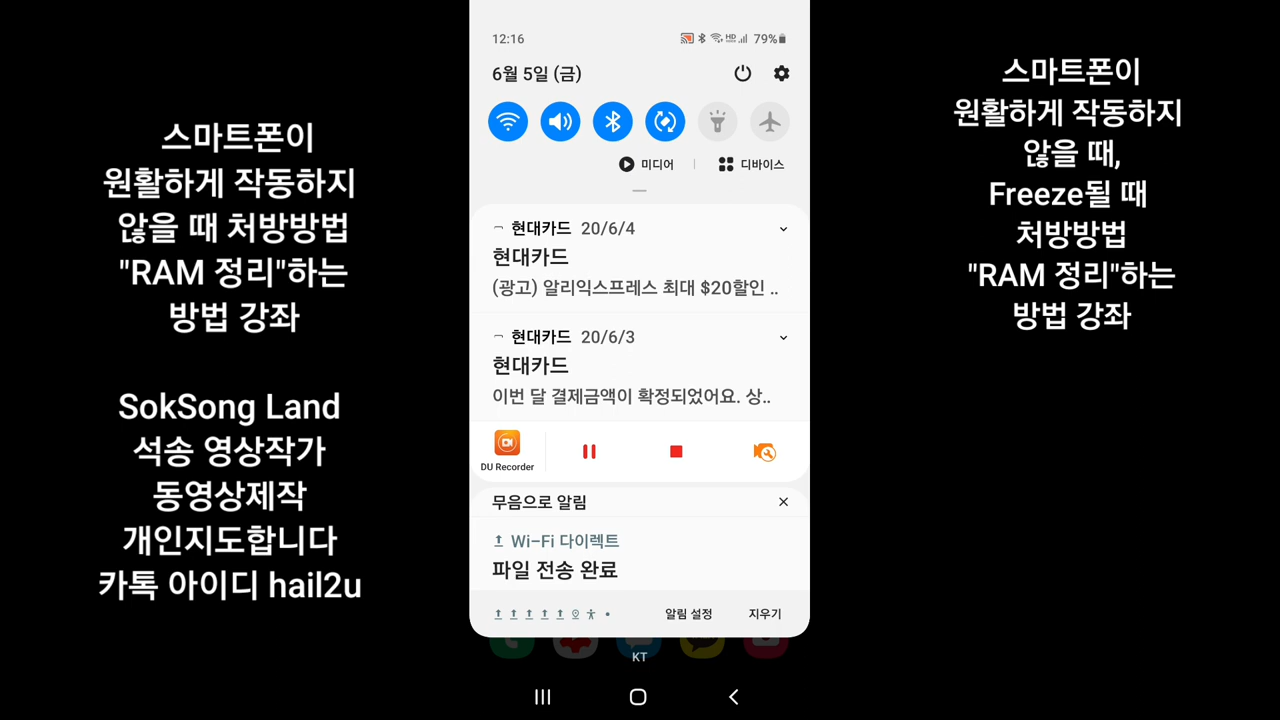 스마트폰이
원활하게 작동하지
않을 때 처방방법
"RAM 정리"하는
방법 강좌
SokSong Land
석송 영상작가
동영상제작
개인지도합니다
카톡 아이디 hail2u
12:16
HD
79%
6월 5일 (금)
미디어
디바이스
현대카드 20/6/4
현대카드
(광고) 알리익스프레스 최대 $20할인 ..
현대카드 20/6/3
현대카드
이번 달 결제금액이 확정되었어요. 상..
DU Recorder
무음으로 알림
Wi-Fi 다이렉트
파일 전송 완료
알림 설정
지우기
KT
스마트폰이
원활하게 작동하지
않을 때,
Freeze될 때
처방방법
"RAM 정리"하는
방법 강좌